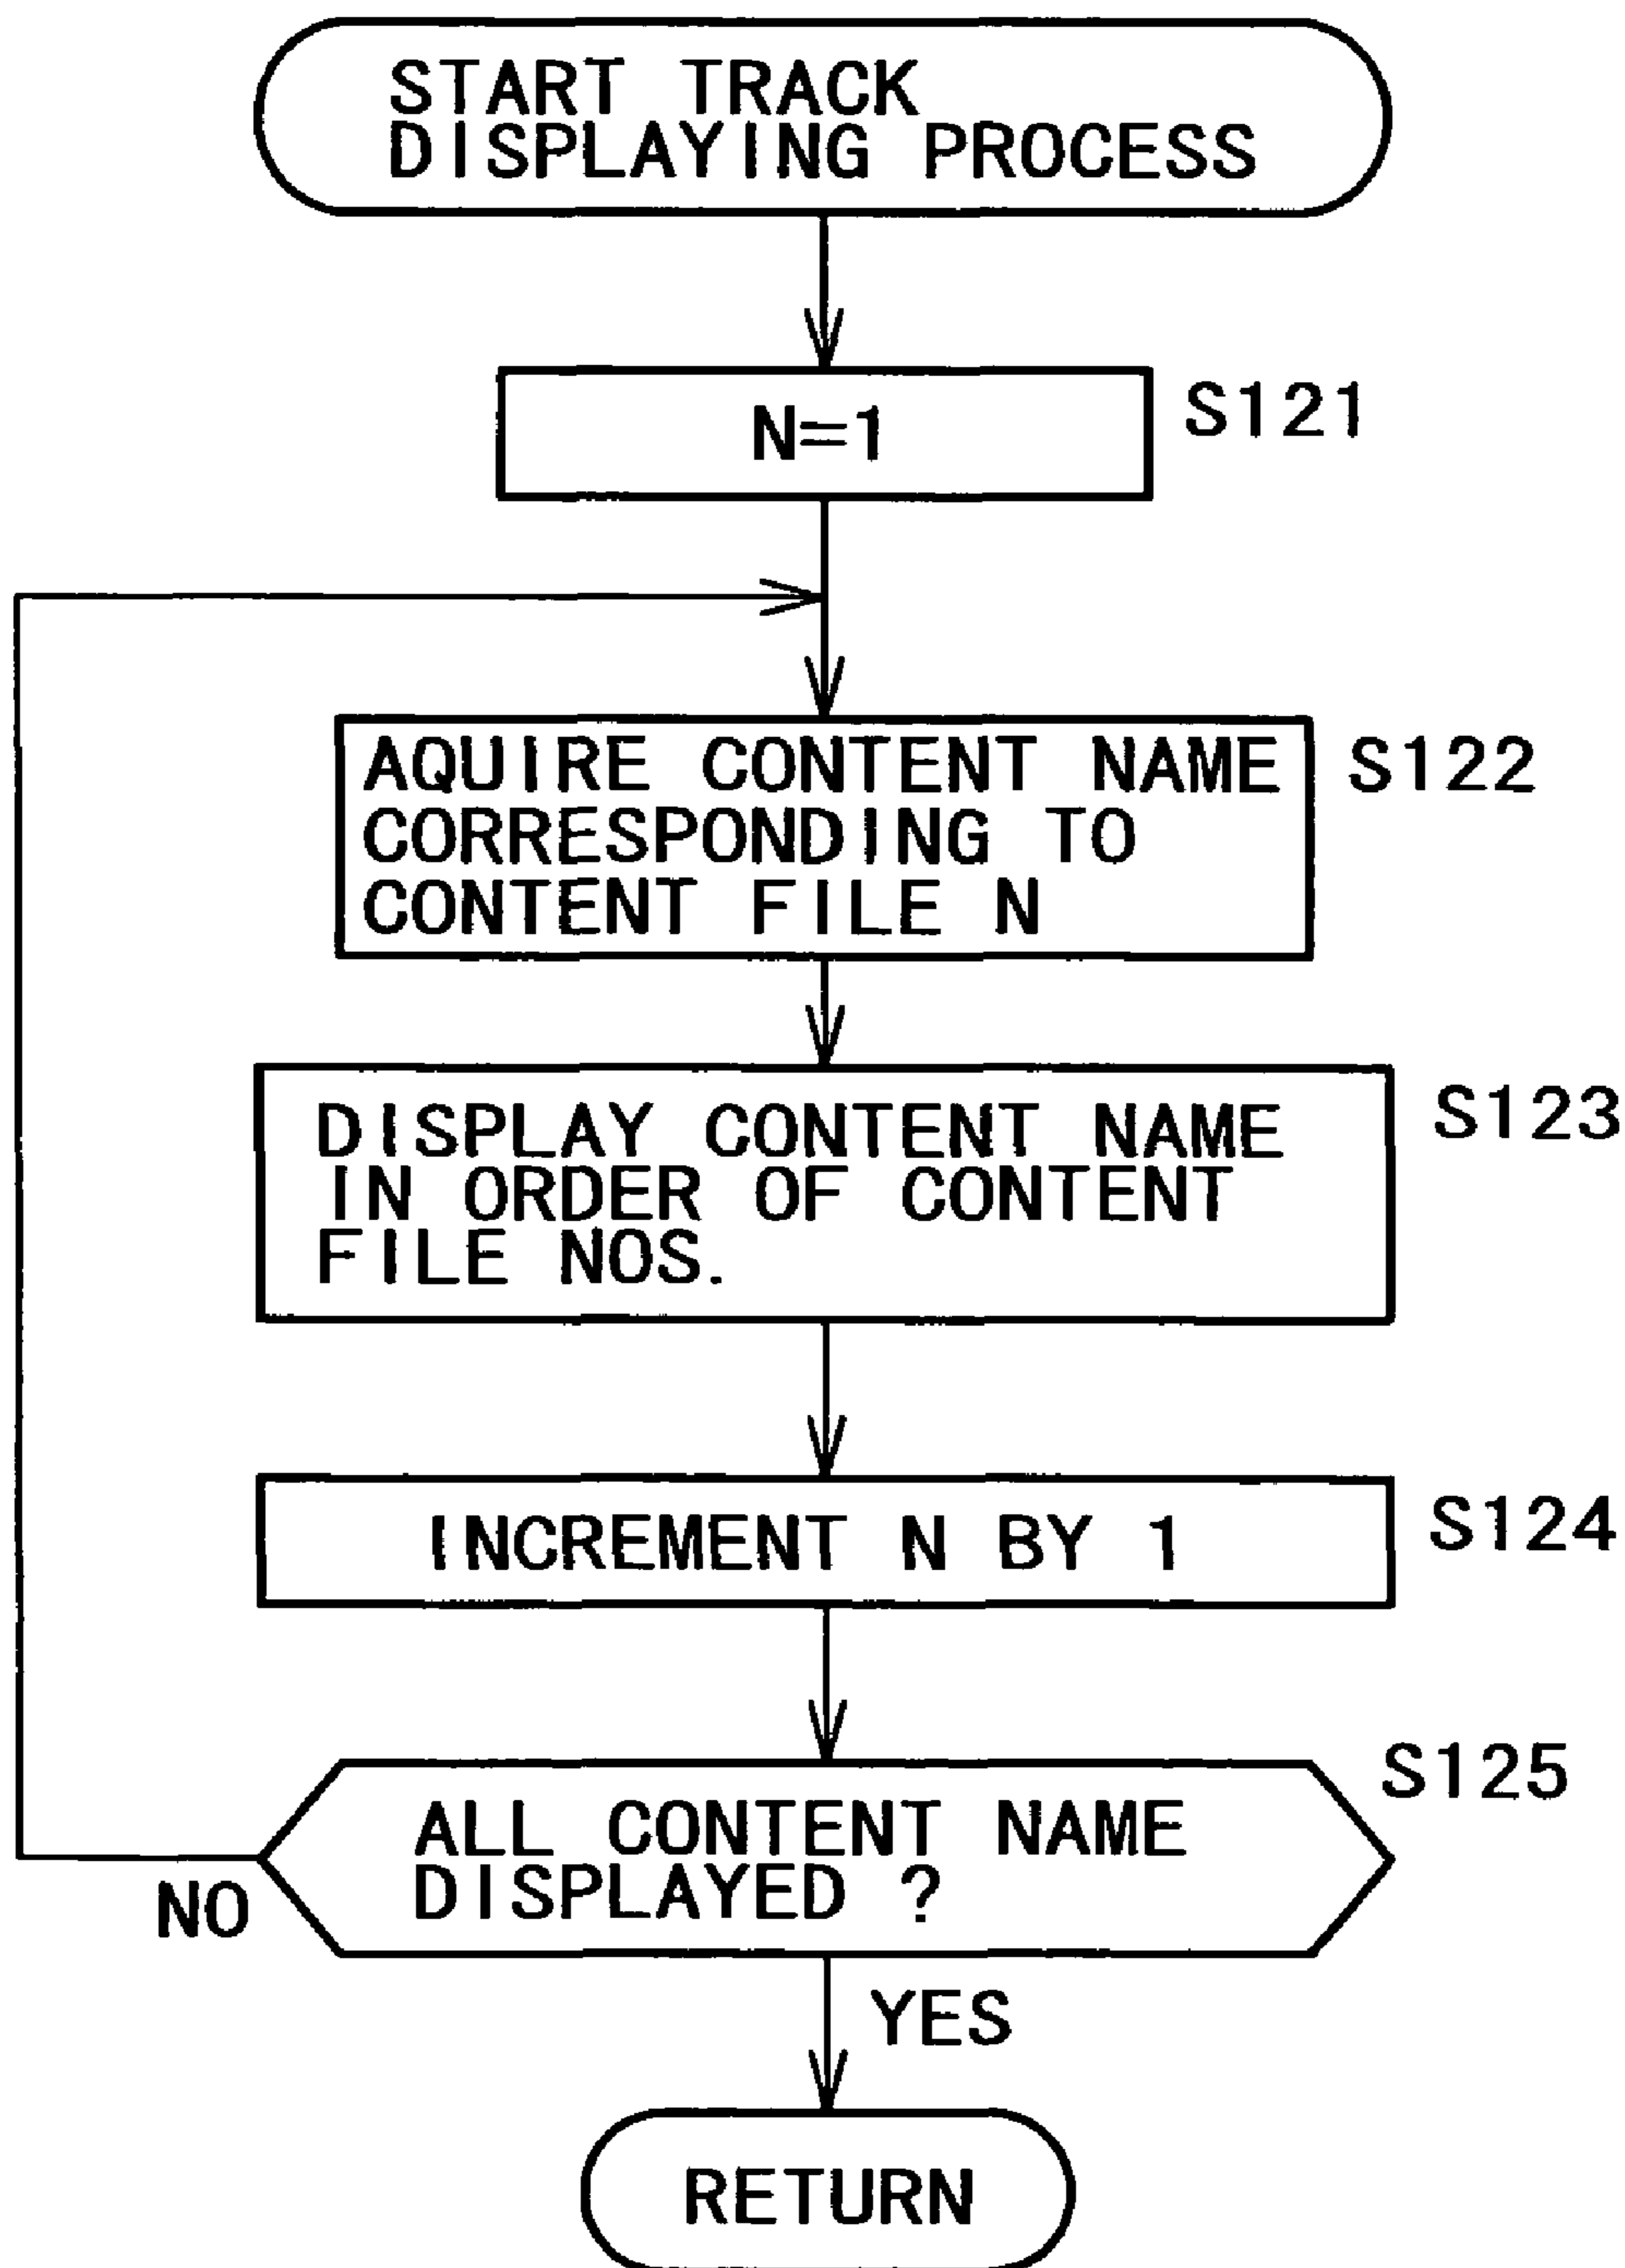 START TRACK
DISPLAYING PROCESS
N=1
S121
AQUIRE CONTENT NAME
CORRESPONDING TO
CONTENT FILE N
S122
DISPLAY CONTENT NAME
IN ORDER OF CONTENT
FILE NOS.
S123
INCREMENT N BY 1
S124
ALL CONTENT NAME
DISPLAYED ?
S125
NO
YES
RETURN